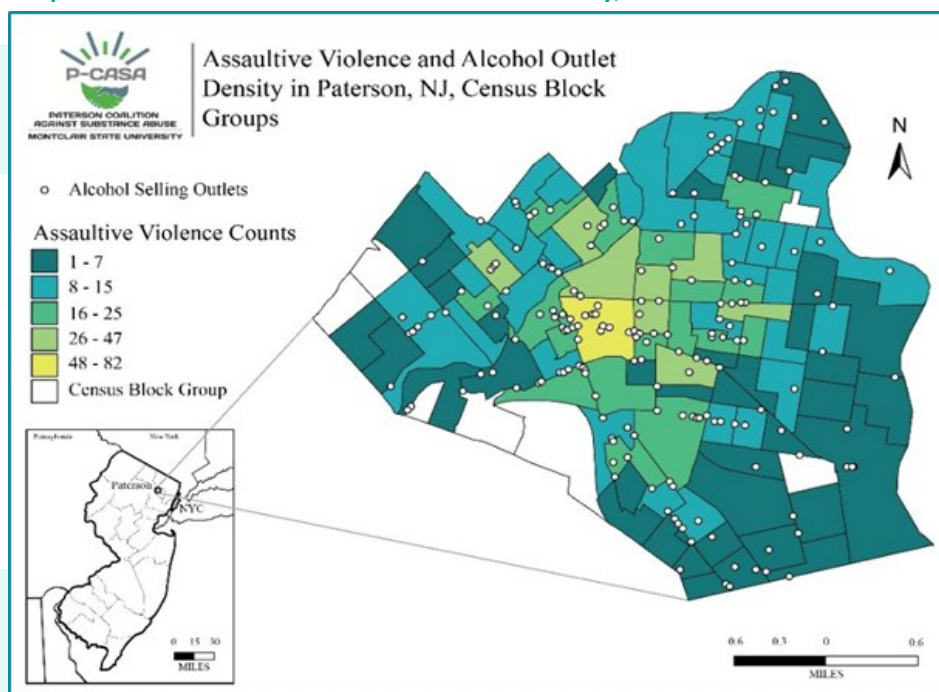 P-CASA
PATERSON COALITION
AGAINST SUBSTANCE ABUSE
MONTCLAIR STATE UNIVERSITY
Assaultive Violence and Alcohol Outlet
Density in Paterson, NJ, Census Block
Groups
N
Alcohol Selling Outlets
Assaultive Violence Counts
1 - 7
8 - 15
16 - 25
26 - 47
48 - 82
Census Block Group
Pennsylvania
New York
Paterson
NYC
0 15 30
MILES
0.6 0.3 0 0.6
MILES